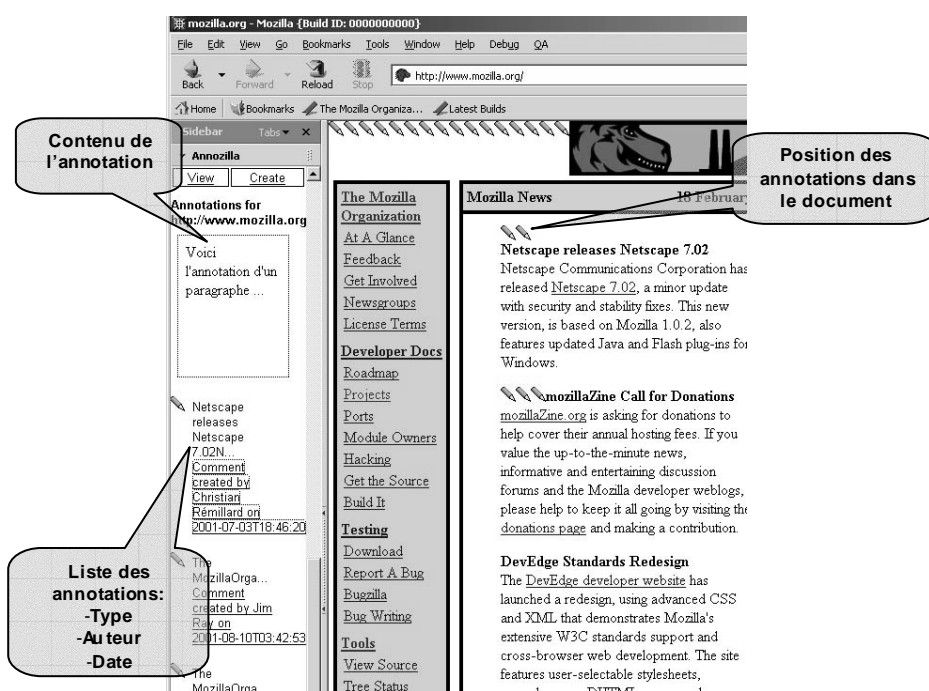 mozilla.org - Mozilla {Build ID: 0000000000}
File Edit View Go Bookmarks Tools Window Help Debug QA
Back Forward Reload Stop http://www.mozilla.org/
Home Bookmarks The Mozilla Organiza... Latest Builds
Sidebar Tabs
Annozilla
View Create
Annotations for
http://www.mozilla.org
Voici
l'annotation d'un
paragraphe ...
Netscape
releases
Netscape
7.02N...
Comment
created by
Christian
Rémillard on
2001-07-03T18:46:20
The
MozillaOrga...
Comment
created by Jim
Ray on
2001-08-10T03:42:53
The
MozillaOrga
Contenu de
l'annotation
Liste des
annotations:
-Type
-Auteur
-Date
The Mozilla
Organization
At A Glance
Feedback
Get Involved
Newsgroups
License Terms
Developer Docs
Roadmap
Projects
Ports
Module Owners
Hacking
Get the Source
Build It
Testing
Download
Report A Bug
Bugzilla
Bug Writing
Tools
View Source
Tree Status
Mozilla News 18 February
Netscape releases Netscape 7.02
Netscape Communications Corporation has
released Netscape 7.02, a minor update
with security and stability fixes. This new
version, is based on Mozilla 1.0.2, also
features updated Java and Flash plug-ins for
Windows.
mozillaZine Call for Donations
mozillaZine.org is asking for donations to
help cover their annual hosting fees. If you
value the up-to-the-minute news,
informative and entertaining discussion
forums and the Mozilla developer weblogs,
please help to keep it all going by visiting the
donations page and making a contribution.
DevEdge Standards Redesign
The DevEdge developer website has
launched a redesign, using advanced CSS
and XML that demonstrates Mozilla's
extensive W3C standards support and
cross-browser web development. The site
features user-selectable stylesheets,
Position des
annotations dans
le document